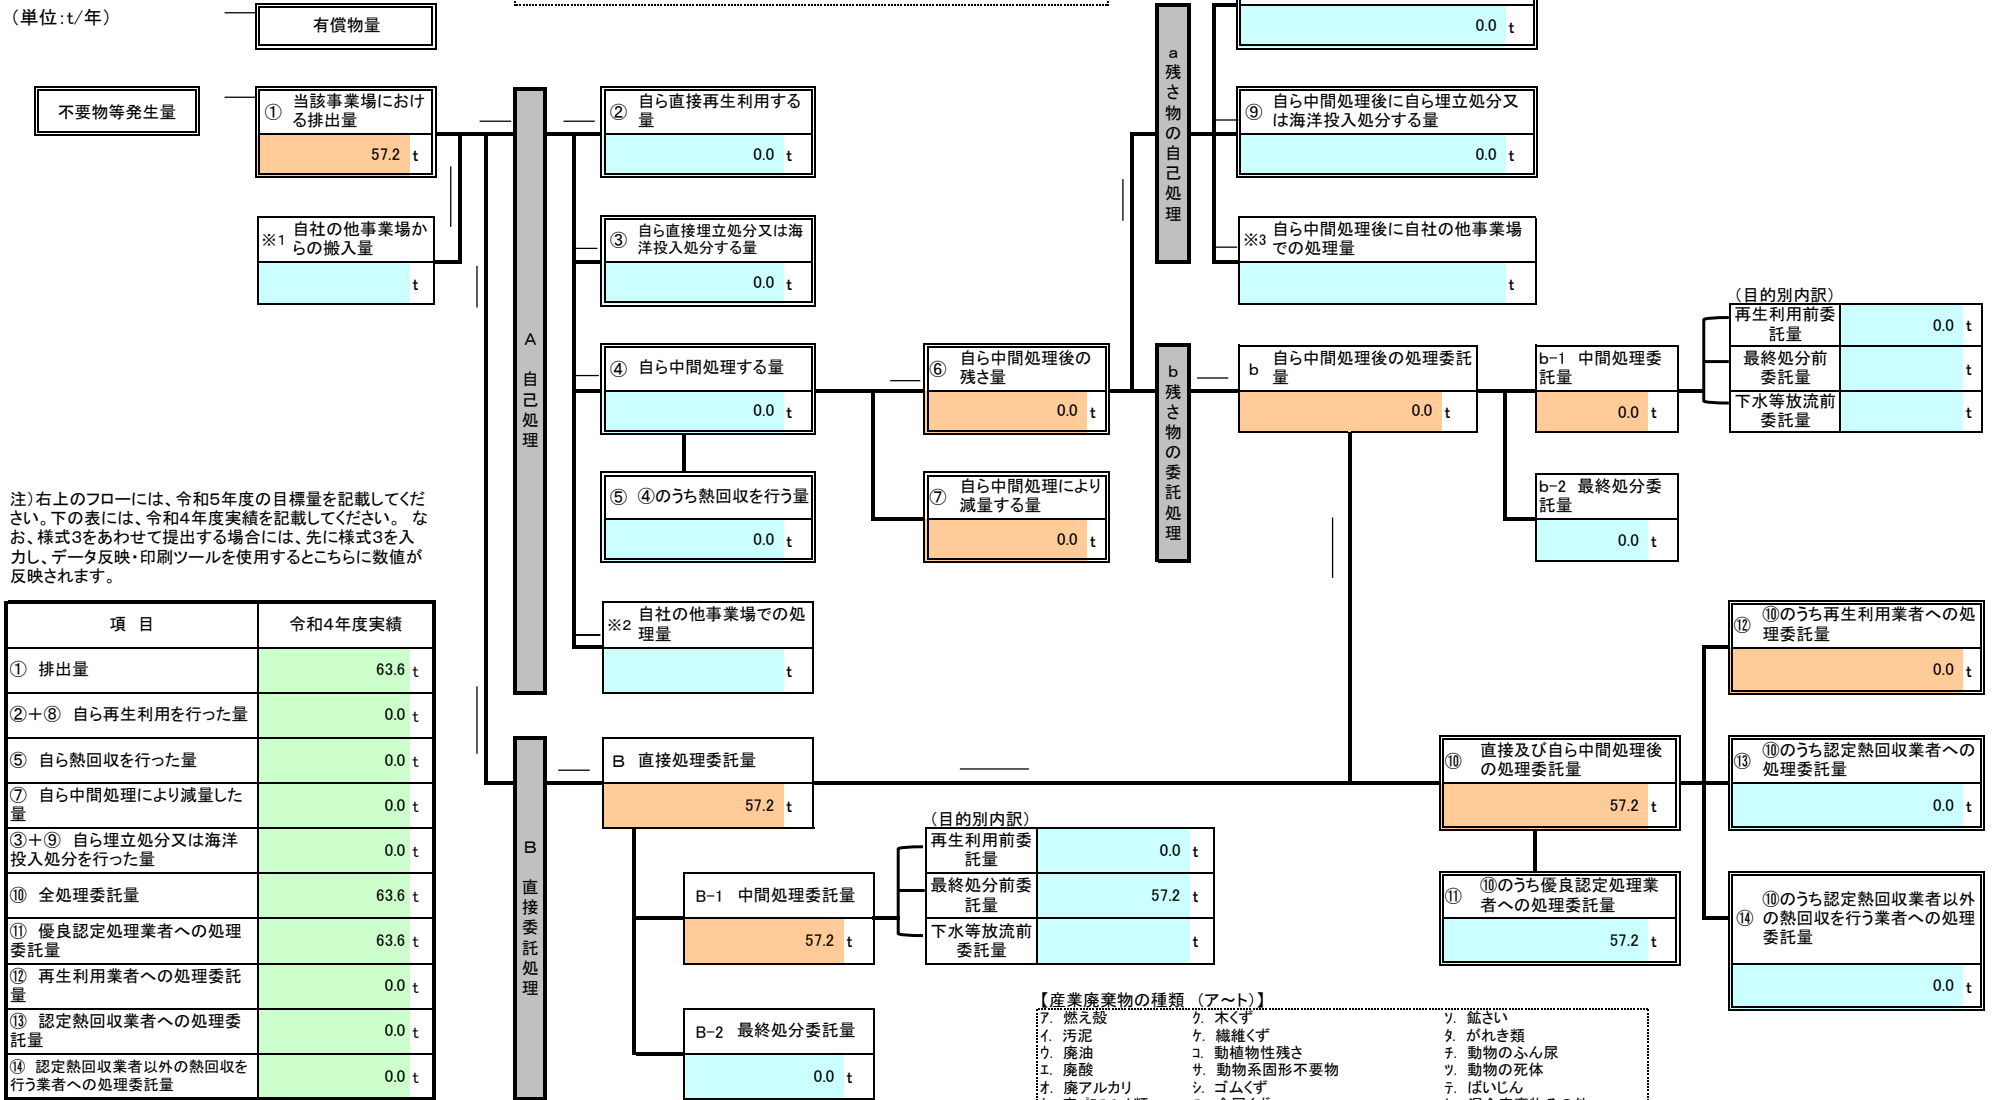 （単位：t/年）
有償物量
0.0 t
不要物等発生量
① 当該事業場におけ
る排出量
57.2 t
※1 自社の他事業場か
らの搬入量
t
A 自己処理
② 自ら直接再生利用する
量
0.0 t
③ 自ら直接埋立処分又は海
洋投入処分する量
0.0 t
④ 自ら中間処理する量
0.0 t
⑤ ④のうち熱回収を行う量
0.0 t
※2 自社の他事業場での処
理量
t
⑥ 自ら中間処理後の
残さ量
0.0 t
⑦ 自ら中間処理により
減量する量
0.0 t
a 残さ物の自己処理
⑨ 自ら中間処理後に自ら埋立処分又
は海洋投入処分する量
0.0 t
※3 自ら中間処理後に自社の他事業場
での処理量
t
b 残さ物の委託処理
b 自ら中間処理後の処理委託
量
0.0 t
b-1 中間処理委
託量
0.0 t
（目的別内訳）
再生利用前委
託量
0.0 t
最終処分前
委託量
t
下水等放流前
委託量
t
b-2 最終処分委
託量
0.0 t
注）右上のフローには、令和5年度の目標量を記載してくだ
さい。下の表には、令和4年度実績を記載してください。 な
お、様式3をあわせて提出する場合には、先に様式3を入
力し、データ反映・印刷ツールを使用するとこちらに数値が
反映されます。
項 目 令和4年度実績
① 排出量 63.6 t
②＋⑧ 自ら再生利用を行った量 0.0 t
⑤ 自ら熱回収を行った量 0.0 t
⑦ 自ら中間処理により減量した
量 0.0 t
③＋⑨ 自ら埋立処分又は海洋
投入処分を行った量 0.0 t
⑩ 全処理委託量 63.6 t
⑪ 優良認定処理業者への処理
委託量 63.6 t
⑫ 再生利用業者への処理委託
量 0.0 t
⑬ 認定熱回収業者への処理委
託量 0.0 t
⑭ 認定熱回収業者以外の熱回収を
行う業者への処理委託量 0.0 t
B 直接委託処理
B 直接処理委託量
57.2 t
B-1 中間処理委託量
57.2 t
（目的別内訳）
再生利用前委
託量
0.0 t
最終処分前委
託量
57.2 t
下水等放流前
委託量
t
B-2 最終処分委託量
0.0 t
⑩ 直接及び自ら中間処理後
の処理委託量
57.2 t
⑪ ⑩のうち優良認定処理業
者への処理委託量
57.2 t
⑫ ⑩のうち再生利用業者への処
理委託量
0.0 t
⑬ ⑩のうち認定熱回収業者への
処理委託量
0.0 t
⑭ ⑩のうち認定熱回収業者以外
の熱回収を行う業者への処理
委託量
0.0 t
【産業廃棄物の種類 （ア～ト）】
ア. 燃え殻 ク. 木くず ソ. 鉱さい
イ. 汚泥 ケ. 繊維くず タ. がれき類
ウ. 廃油 コ. 動植物性残さ チ. 動物のふん尿
エ. 廃酸 サ. 動物系固形不要物 ツ. 動物の死体
オ. 廃アルカリ シ. ゴムくず テ. ばいじん